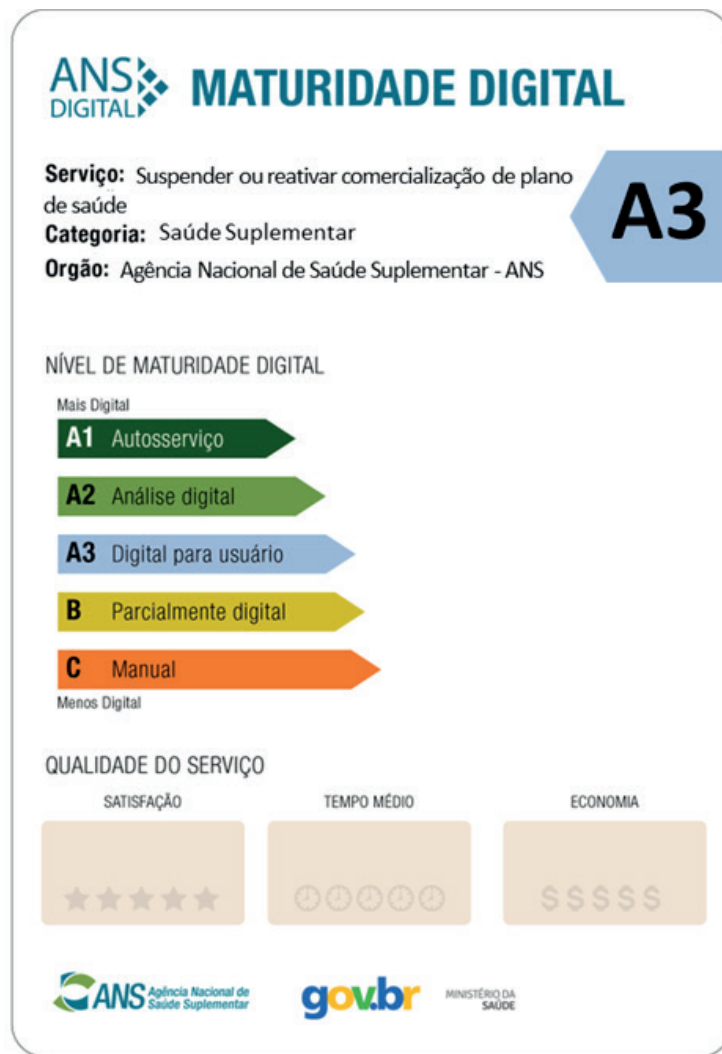 ANS DIGITAL
MATURIDADE DIGITAL
Serviço: Suspender ou reativar comercialização de plano
de saúde
Categoria: Saúde Suplementar
Orgão: Agência Nacional de Saúde Suplementar - ANS
A3
NÍVEL DE MATURIDADE DIGITAL
Mais Digital
A1 Autosserviço
A2 Análise digital
A3 Digital para usuário
B Parcialmente digital
C Manual
Menos Digital
QUALIDADE DO SERVIÇO
SATISFAÇÃO
TEMPO MÉDIO
ECONOMIA
$ $ $ $ $
ANS Agência Nacional de
Saúde Suplementar
gov.br
MINISTÉRIO DA
SAÚDE